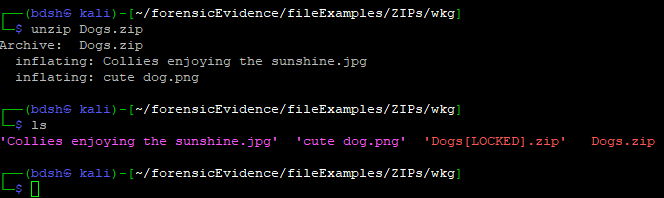 ┌──(bdsh㉿ kali)-[~/forensicEvidence/fileExamples/ZIPs/wkg]
└─$ unzip Dogs.zip
Archive:  Dogs.zip
  inflating: Collies enjoying the sunshine.jpg
  inflating: cute dog.png
┌──(bdsh㉿ kali)-[~/forensicEvidence/fileExamples/ZIPs/wkg]
└─$ ls
'Collies enjoying the sunshine.jpg'  'cute dog.png'  'Dogs[LOCKED].zip'   Dogs.zip
┌──(bdsh㉿ kali)-[~/forensicEvidence/fileExamples/ZIPs/wkg]
└─$